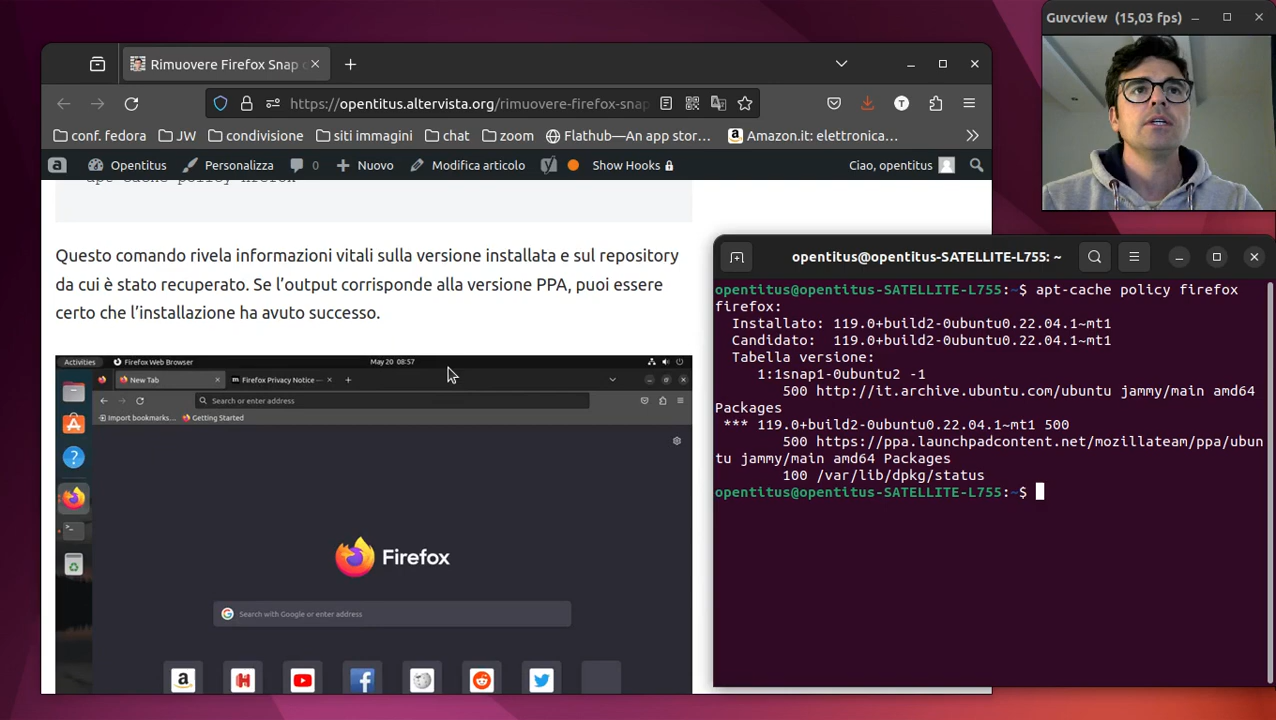 Guvcview (15,03 fps)
Rimuovere Firefox Snap
https://opentitus.altervista.org/rimuovere-firefox-snap
T
conf. fedora
JW
condivisione
siti immagini
chat
zoom
Flathub—An app stor...
Amazon.it: elettronica...
Opentitus
Personalizza
0
Nuovo
Modifica articolo
Show Hooks
Ciao, opentitus
Questo comando rivela informazioni vitali sulla versione installata e sul repository
da cui è stato recuperato. Se l'output corrisponde alla versione PPA, puoi essere
certo che l'installazione ha avuto successo.
Activities
Firefox Web Browser
May 20 08:57
New Tab
Firefox Privacy Notice —
Search or enter address
Import bookmarks...
Getting Started
Firefox
Search with Google or enter address
opentitus@opentitus-SATELLITE-L755: ~
opentitus@opentitus-SATELLITE-L755:~$ apt-cache policy firefox
firefox:
Installato: 119.0+build2-0ubuntu0.22.04.1~mt1
Candidato: 119.0+build2-0ubuntu0.22.04.1~mt1
Tabella versione:
1:1snap1-0ubuntu2 -1
500 http://it.archive.ubuntu.com/ubuntu jammy/main amd64
Packages
*** 119.0+build2-0ubuntu0.22.04.1~mt1 500
500 https://ppa.launchpadcontent.net/mozillateam/ppa/ubun
tu jammy/main amd64 Packages
100 /var/lib/dpkg/status
opentitus@opentitus-SATELLITE-L755:~$